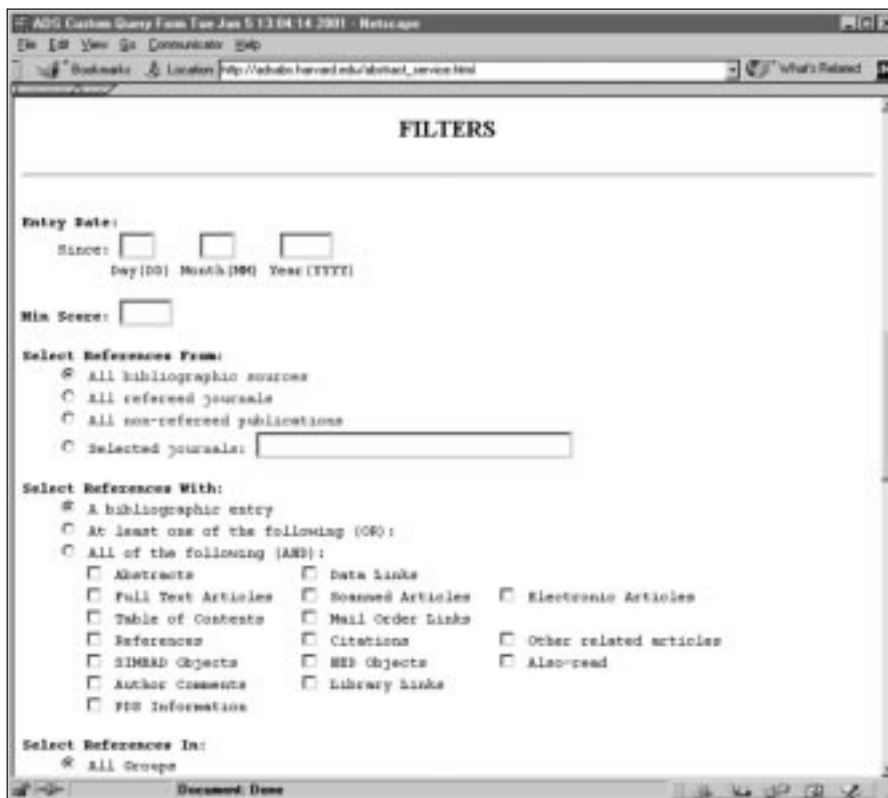 ADS Custom Query Form Tue Jun 5 13:04:14 2001 - Netscape
File Edit View Go Communicator Help
Bookmarks Location http://adsabs.harvard.edu/abstract_service.html What's Related
FILTERS
Entry Date:
Since:
Day(DD) Month(MM) Year(YYYY)
Min Score:
Select References From:
All bibliographic sources
All refereed journals
All non-refereed publications
Selected journals:
Select References With:
A bibliographic entry
At least one of the following (OR):
All of the following (AND):
Abstracts Data Links
Full Text Articles Scanned Articles Electronic Articles
Table of Contents Mail Order Links
References Citations Other related articles
SIMBAD Objects NED Objects Also-read
Author Comments Library Links
PDS Information
Select References In:
All Groups
Document: Done